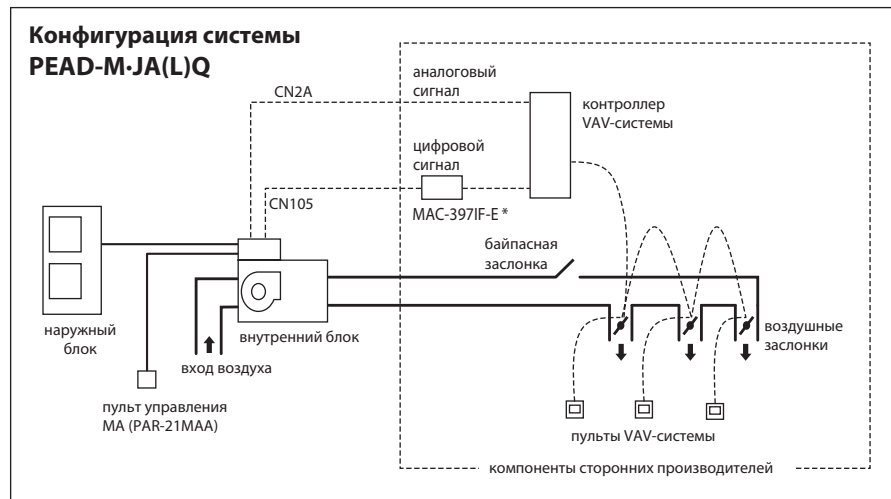 Конфигурация системы
PEAD-M·JA(L)Q
CN2A
аналоговый
сигнал
контроллер
VAV-системы
цифровой
сигнал
CN105
MAC-397IF-E *
байпасная
заслонка
наружный
блок
внутренний блок
воздушные
заслонки
вход воздуха
пульт управления
MA (PAR-21MAA)
пульты VAV-системы
компоненты сторонних производителей